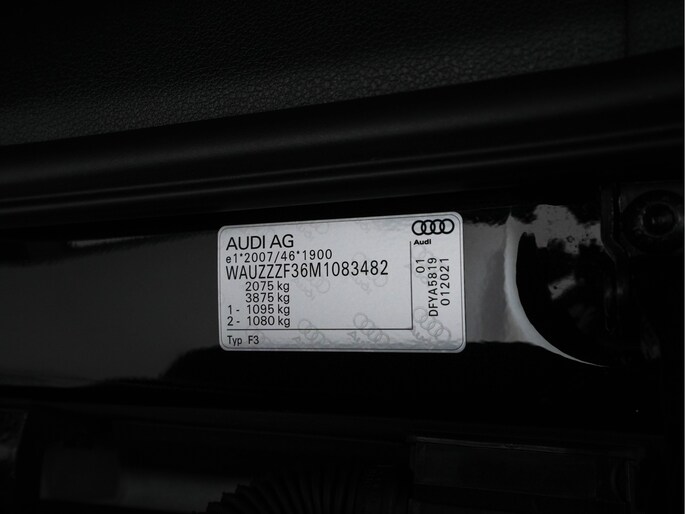 AUDI AG
e1*2007/46*1900
WAUZZZF36M1083482
2075 kg
3875 kg
1 - 1095 kg
2 - 1080 kg
Typ F3
Audi
01
DFYA5819
012021